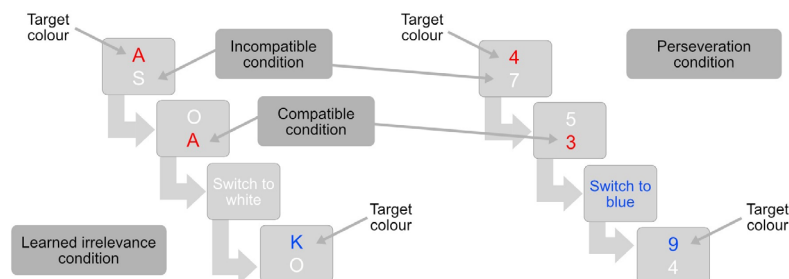 Target
colour
A
S
Incompatible
condition
O
A
Compatible
condition
Switch to
white
Learned irrelevance
condition
K
O
Target
colour
Target
colour
4
7
Perseveration
condition
5
3
Switch to
blue
9
4
Target
colour